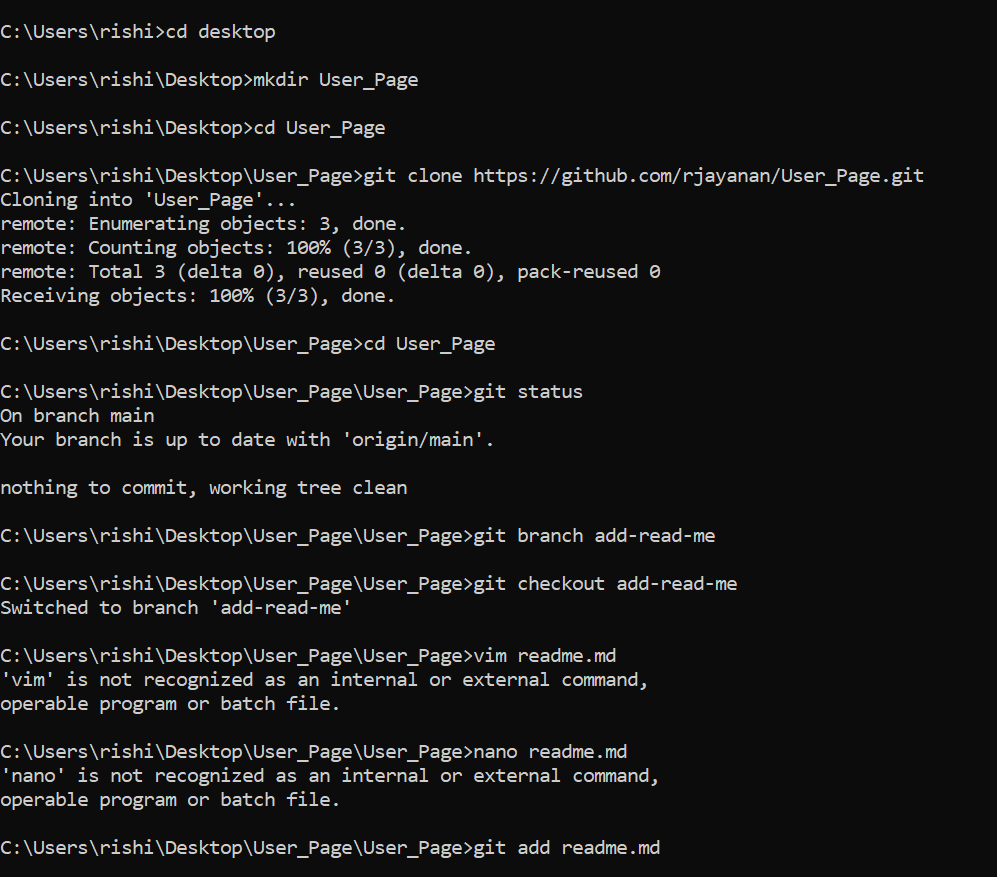 C:\Users\rishi>cd desktop
C:\Users\rishi\Desktop>mkdir User_Page
C:\Users\rishi\Desktop>cd User_Page
C:\Users\rishi\Desktop\User_Page>git clone https://github.com/rjayanan/User_Page.git
Cloning into 'User_Page'...
remote: Enumerating objects: 3, done.
remote: Counting objects: 100% (3/3), done.
remote: Total 3 (delta 0), reused 0 (delta 0), pack-reused 0
Receiving objects: 100% (3/3), done.
C:\Users\rishi\Desktop\User_Page>cd User_Page
C:\Users\rishi\Desktop\User_Page\User_Page>git status
On branch main
Your branch is up to date with 'origin/main'.
nothing to commit, working tree clean
C:\Users\rishi\Desktop\User_Page\User_Page>git branch add-read-me
C:\Users\rishi\Desktop\User_Page\User_Page>git checkout add-read-me
Switched to branch 'add-read-me'
C:\Users\rishi\Desktop\User_Page\User_Page>vim readme.md
'vim' is not recognized as an internal or external command,
operable program or batch file.
C:\Users\rishi\Desktop\User_Page\User_Page>nano readme.md
'nano' is not recognized as an internal or external command,
operable program or batch file.
C:\Users\rishi\Desktop\User_Page\User_Page>git add readme.md